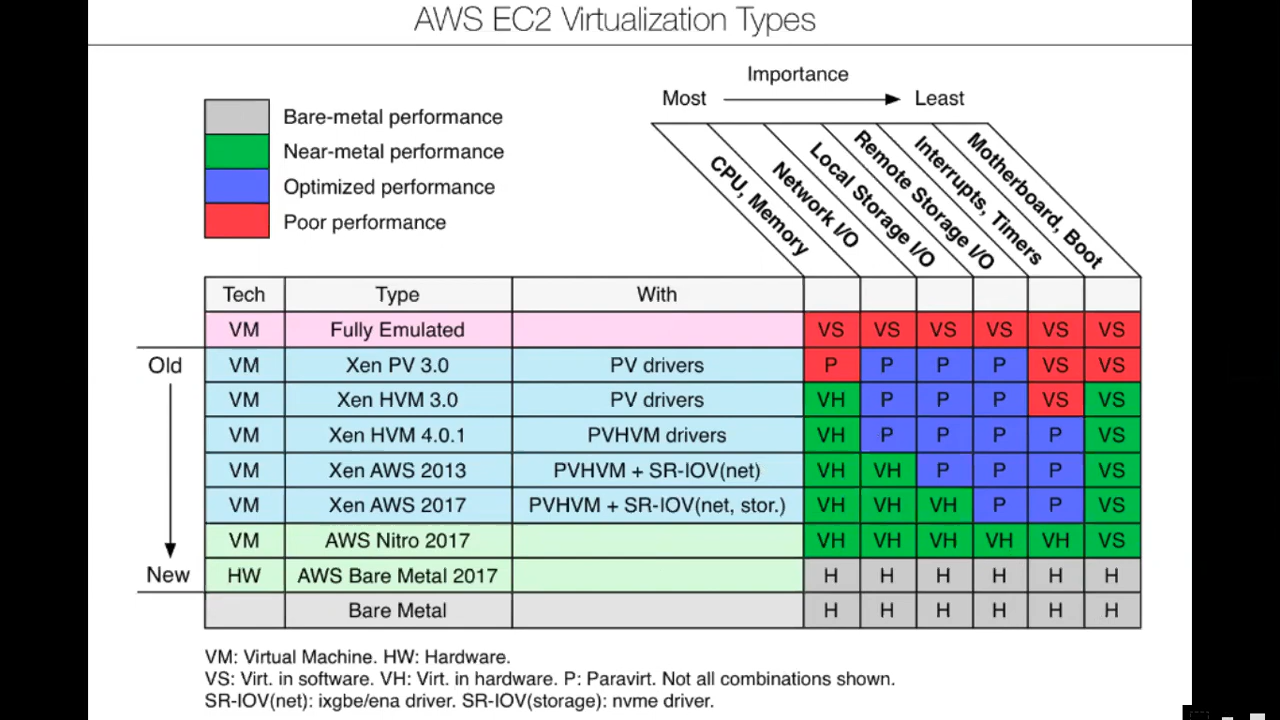 AWS EC2 Virtualization Types
Importance
Most Least
Bare-metal performance
Near-metal performance
Optimized performance
Poor performance
CPU, Memory
Network I/O
Local Storage I/O
Remote Storage I/O
Interrupts, Timers
Motherboard, Boot
Tech Type With
VM Fully Emulated VS VS VS VS VS VS
Old VM Xen PV 3.0 PV drivers P P P P VS VS
VM Xen HVM 3.0 PV drivers VH P P P VS VS
VM Xen HVM 4.0.1 PVHVM drivers VH P P P P VS
VM Xen AWS 2013 PVHVM + SR-IOV(net) VH VH P P P VS
VM Xen AWS 2017 PVHVM + SR-IOV(net, stor.) VH VH VH P P VS
VM AWS Nitro 2017 VH VH VH VH VH VS
New HW AWS Bare Metal 2017 H H H H H H
Bare Metal H H H H H H
VM: Virtual Machine. HW: Hardware.
VS: Virt. in software. VH: Virt. in hardware. P: Paravirt. Not all combinations shown.
SR-IOV(net): ixgbe/ena driver. SR-IOV(storage): nvme driver.